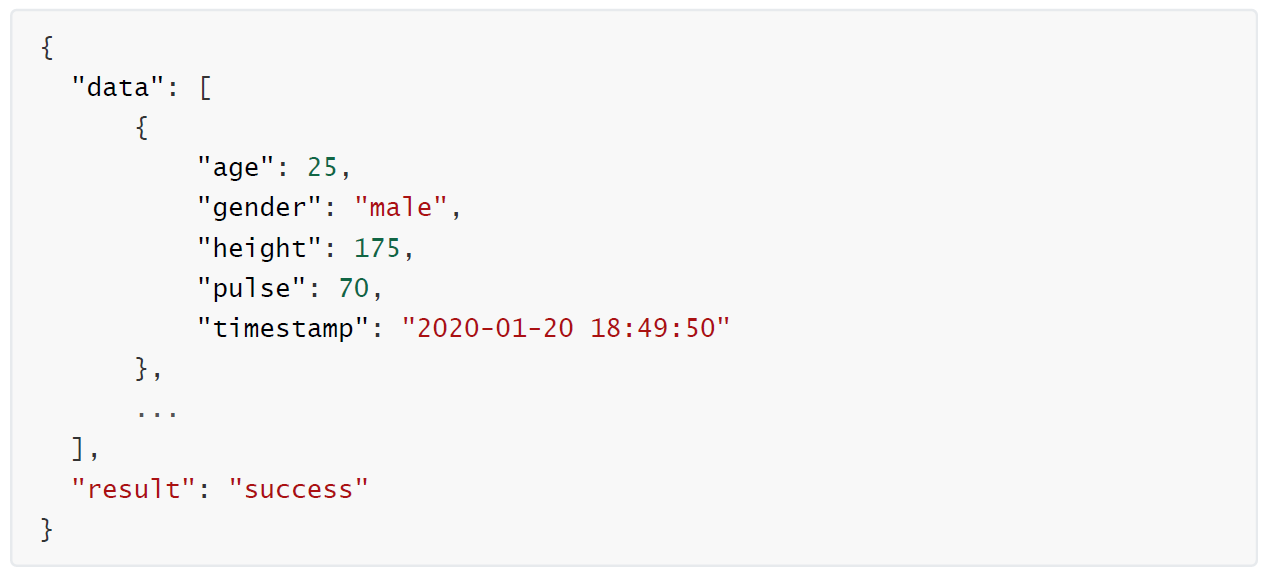 {
  "data": [
      {
          "age": 25,
          "gender": "male",
          "height": 175,
          "pulse": 70,
          "timestamp": "2020-01-20 18:49:50"
      },
      ...
  ],
  "result": "success"
}